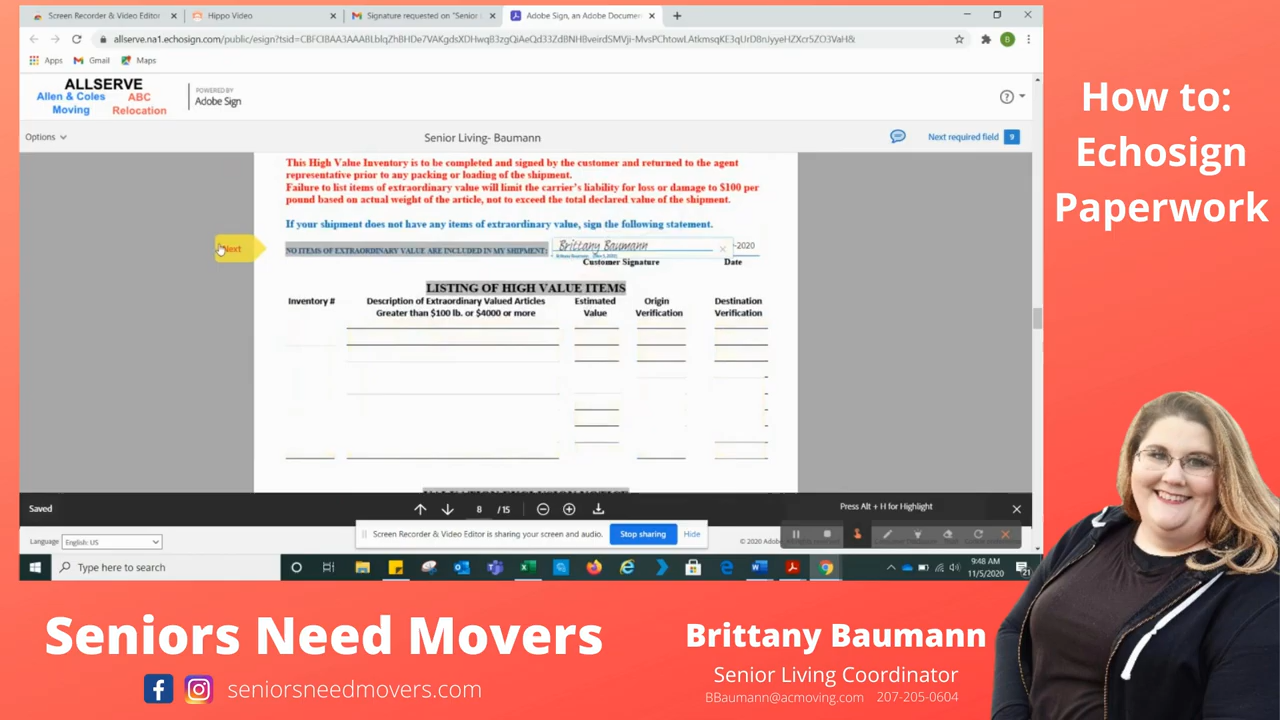 Screen Recorder & Video Editor
Hippo Video
Signature requested on "Senior L
Adobe Sign, an Adobe Documen
Apps
Gmail
Maps
ALLSERVE
Allen & Coles Moving
ABC Relocation
POWERED BY
Adobe Sign
Options
Senior Living- Baumann
Next required field
9
This High Value Inventory is to be completed and signed by the customer and returned to the agent
representative prior to any packing or loading of the shipment.
Failure to list items of extraordinary value will limit the carrier's liability for loss or damage to $100 per
pound based on actual weight of the article, not to exceed the total declared value of the shipment.
If your shipment does not have any items of extraordinary value, sign the following statement.
Next
NO ITEMS OF EXTRAORDINARY VALUE ARE INCLUDED IN MY SHIPMENT:
Brittany Baumann
-2020
Customer Signature
Date
LISTING OF HIGH VALUE ITEMS
Inventory #
Description of Extraordinary Valued Articles
Greater than $100 lb. or $4000 or more
Estimated
Value
Origin
Verification
Destination
Verification
VALUATION EXCLUSION NOTICE
Saved
8 /15
Press Alt + H for Highlight
Screen Recorder & Video Editor is sharing your screen and audio.
Stop sharing
Hide
Language
English: US
© 2020 Adobe
Type here to search
9:48 AM
11/5/2020
21
How to:
Echosign
Paperwork
Seniors Need Movers
seniorsneedmovers.com
Brittany Baumann
Senior Living Coordinator
BBaumann@acmoving.com 207-205-0604